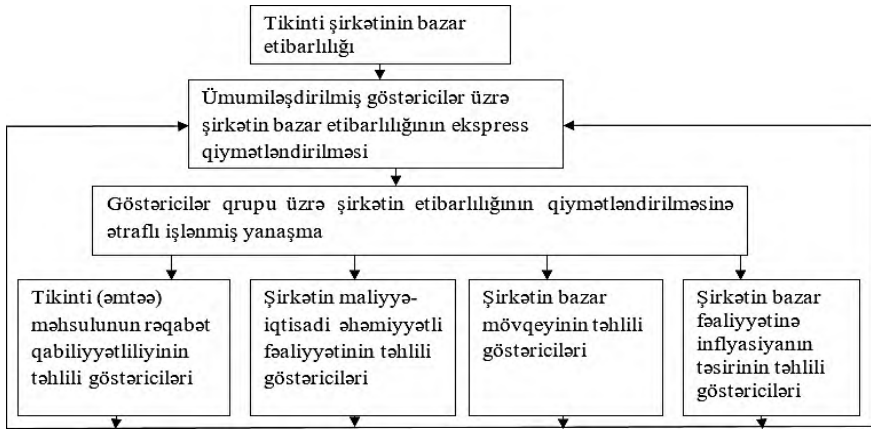 Tikinti şirkətinin bazar
etibarlılığı
Ümumiləşdirilmiş göstəricilər üzrə
şirkətin bazar etibarlılığının ekspress
qiymətləndirilməsi
Göstəricilər qrupu üzrə şirkətin etibarlılığının qiymətləndirilməsinə
ətraflı işlənmiş yanaşma
Tikinti (əmtəə)
məhsulunun rəqabət
qabiliyyətliliyinin
təhlili göstəriciləri
Şirkətin maliyyə-
iqtisadi əhəmiyyətli
fəaliyyətinin təhlili
göstəriciləri
Şirkətin bazar
mövqeyinin təhlili
göstəriciləri
Şirkətin bazar
fəaliyyətinə
inflyasiyanın
təsirinin təhlili
göstəriciləri